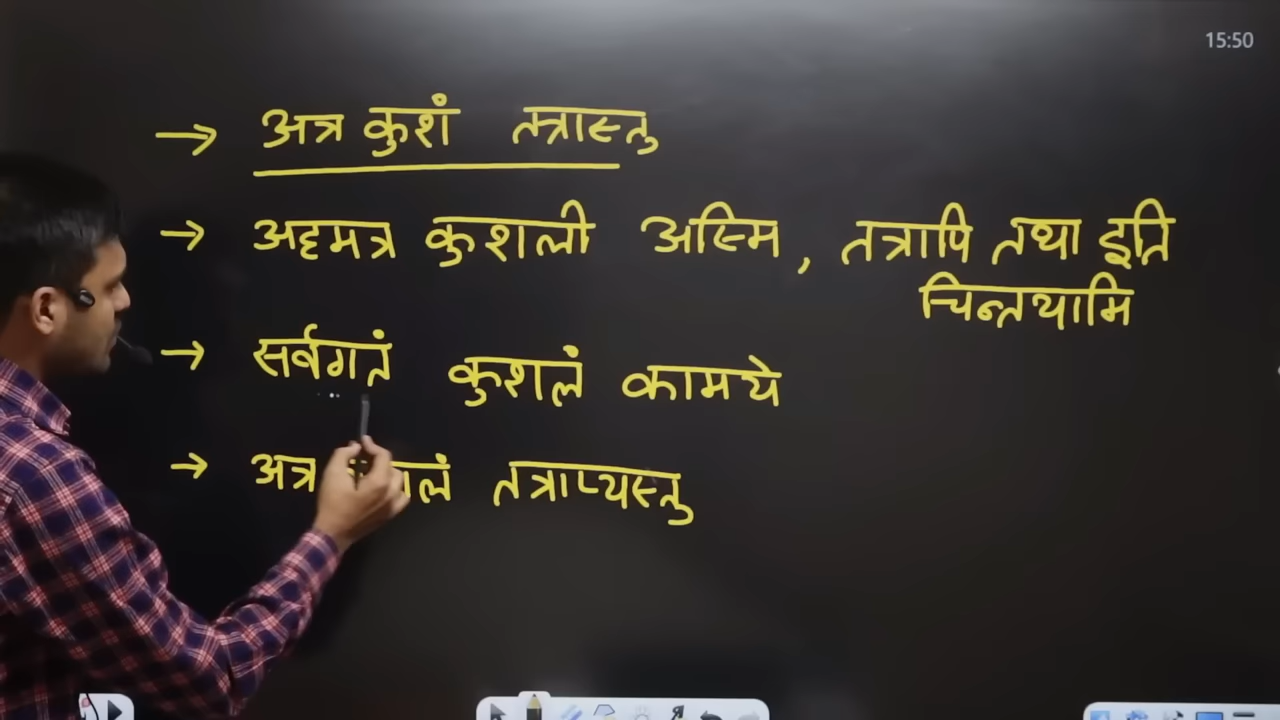 15:50
→ अत्र कुशं तत्रास्तु
→ अहमत्र कुशली अस्मि, तत्रापि तथा इति
चिन्तयामि
→ सर्वगतं कुशलं कामये
→ अत्र तत्राप्यस्तु